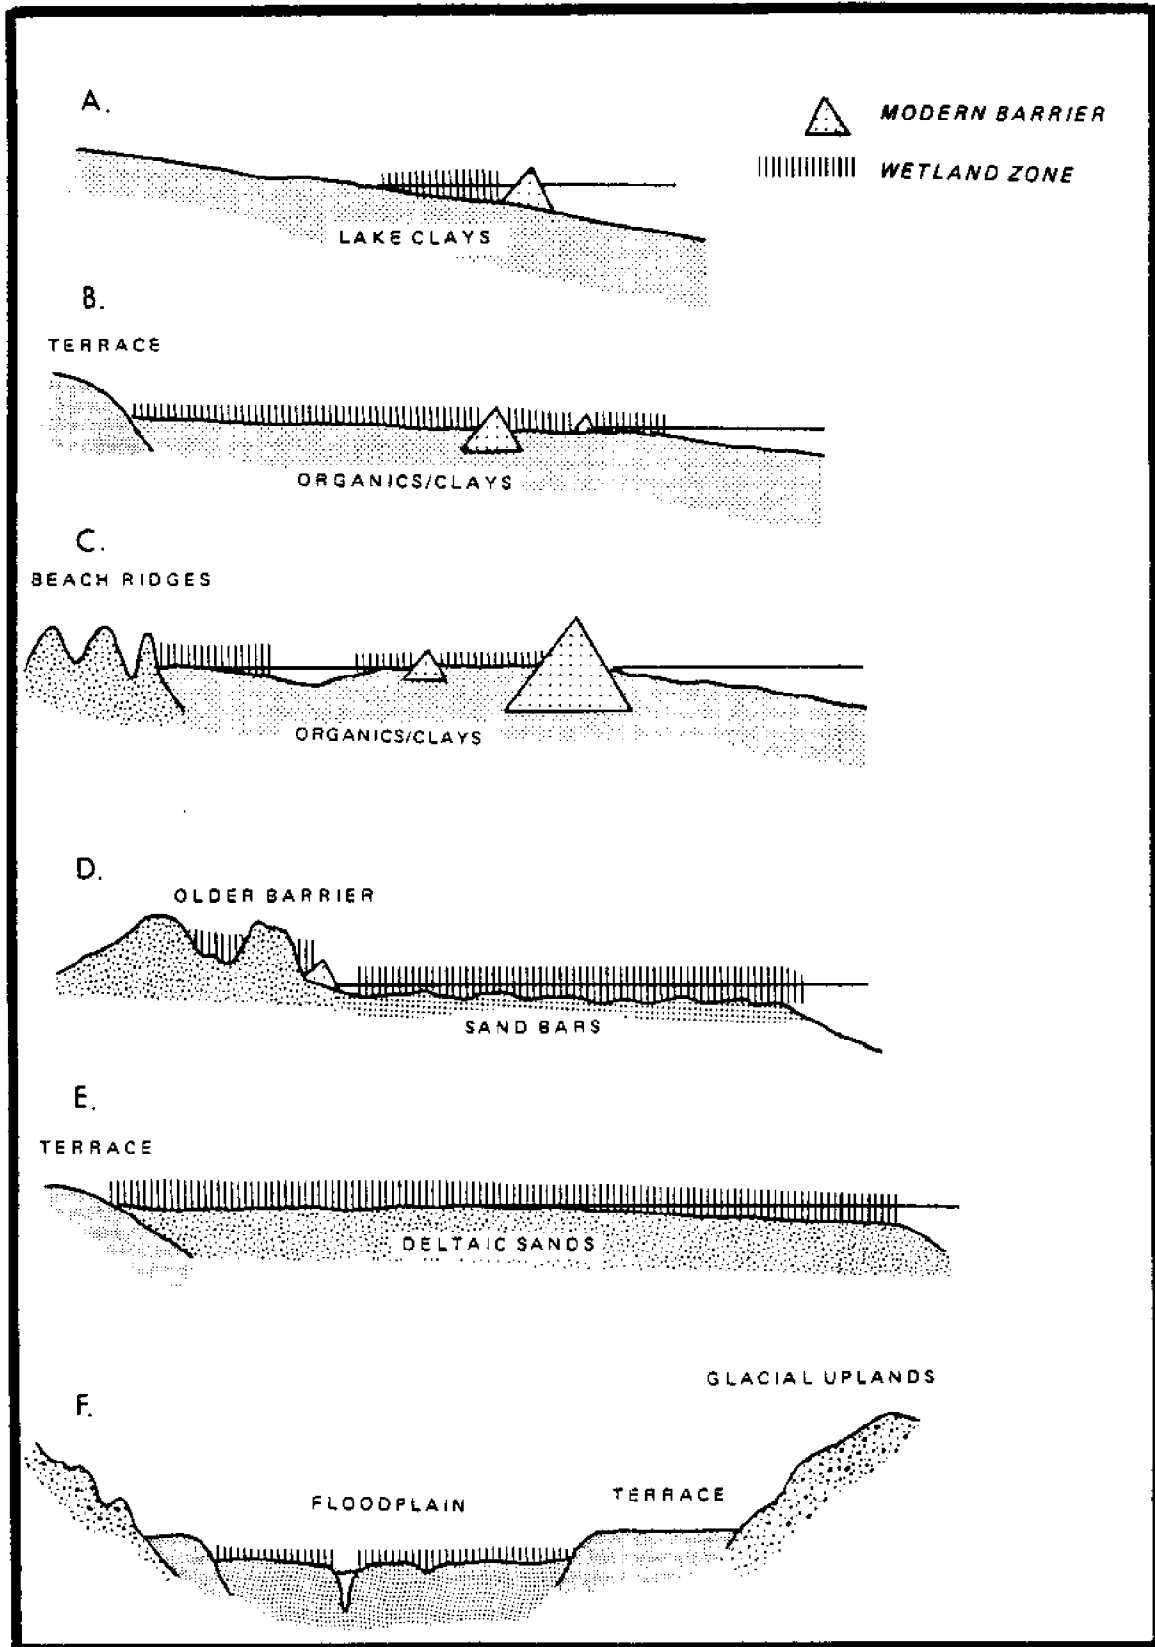 A.
MODERN BARRIER
WETLAND ZONE
LAKE CLAYS
B.
TERRACE
ORGANICS/CLAYS
C.
BEACH RIDGES
ORGANICS/CLAYS
D.
OLDER BARRIER
SAND BARS
E.
TERRACE
DELTAIC SANDS
GLACIAL UPLANDS
F.
FLOODPLAIN
TERRACE